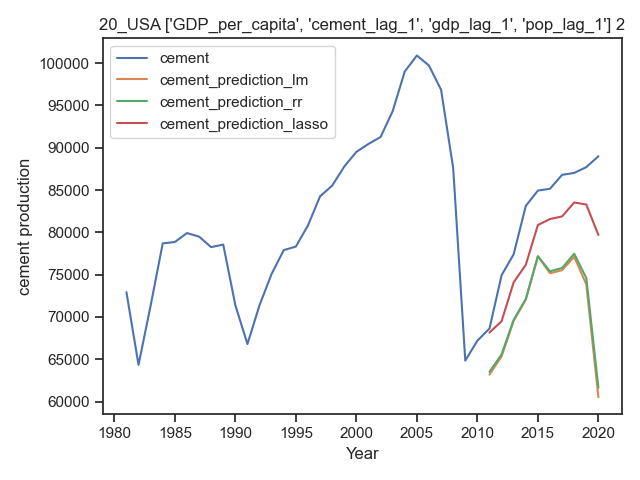 20_USA ['GDP_per_capita', 'cement_lag_1', 'gdp_lag_1', 'pop_lag_1'] 2
cement
cement_prediction_lm
cement_prediction_rr
cement_prediction_lasso
cement production
100000
95000
90000
85000
80000
75000
70000
65000
60000
1980 1985 1990 1995 2000 2005 2010 2015 2020
Year